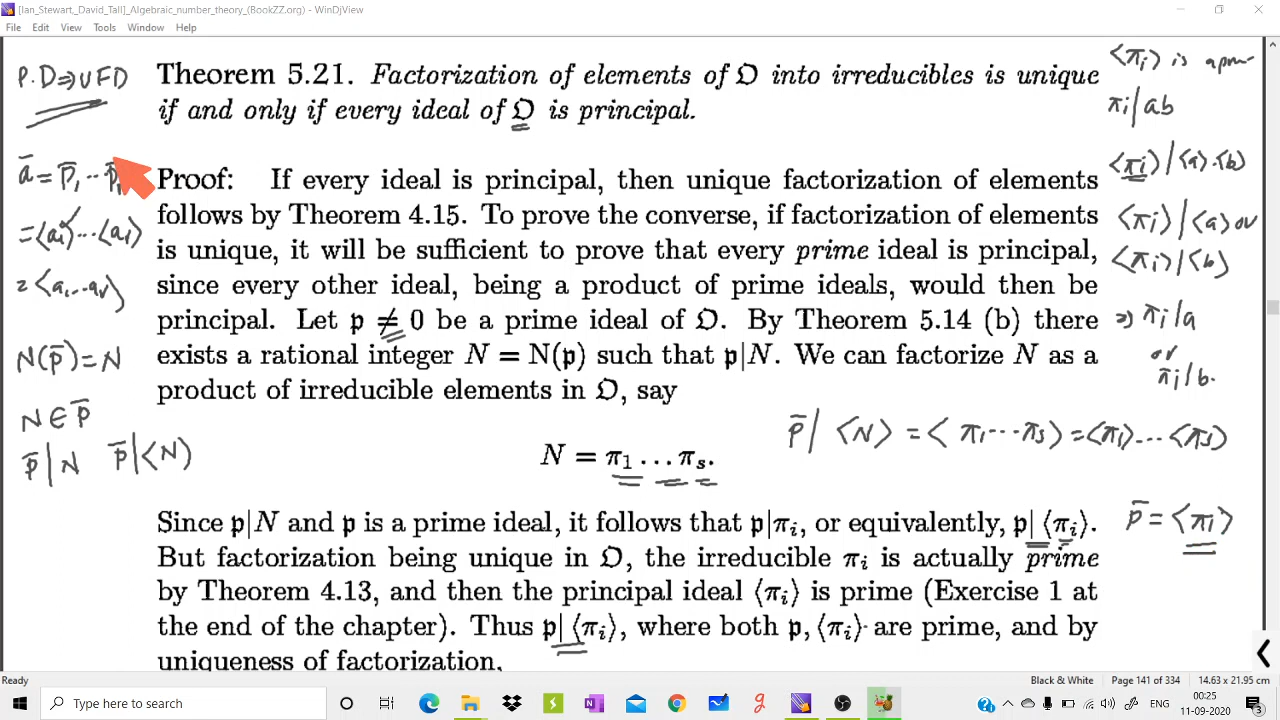 [Ian_Stewart,_David_Tall]_Algebraic_number_theory_(BookZZ.org) - WinDjView
File Edit View Tools Window Help
P.D⇒UFD
Theorem 5.21. Factorization of elements of 𝔒 into irreducibles is unique
if and only if every ideal of 𝔒 is principal.
Proof: If every ideal is principal, then unique factorization of elements
follows by Theorem 4.15. To prove the converse, if factorization of elements
is unique, it will be sufficient to prove that every prime ideal is principal,
since every other ideal, being a product of prime ideals, would then be
principal. Let 𝔭 ≠ 0 be a prime ideal of 𝔒. By Theorem 5.14 (b) there
exists a rational integer N = N(𝔭) such that 𝔭|N. We can factorize N as a
product of irreducible elements in 𝔒, say
N = π₁ … πₛ.
Since 𝔭|N and 𝔭 is a prime ideal, it follows that 𝔭|πᵢ, or equivalently, 𝔭|⟨πᵢ⟩.
But factorization being unique in 𝔒, the irreducible πᵢ is actually prime
by Theorem 4.13, and then the principal ideal ⟨πᵢ⟩ is prime (Exercise 1 at
the end of the chapter). Thus 𝔭|⟨πᵢ⟩, where both 𝔭, ⟨πᵢ⟩ are prime, and by
uniqueness of factorization,
=⟨a₁⟩···⟨aᵣ⟩
=⟨a₁...aᵣ⟩
N(p̄)=N
N∈p̄
p̄|N p̄|⟨N⟩
⟨πᵢ⟩ is a
πᵢ|ab
⟨πᵢ⟩|⟨a⟩·⟨b⟩
⟨πᵢ⟩|⟨a⟩ or
⟨πᵢ⟩|⟨b⟩
⇒ πᵢ|a
or
πᵢ|b.
p̄|⟨N⟩ = ⟨π₁···πₛ⟩ = ⟨π₁⟩...⟨πₛ⟩
p̄ = ⟨πᵢ⟩
Ready Black & White Page 141 of 334 14.63 x 21.95 cm
Type here to search ENG 00:25
11-09-2020 3